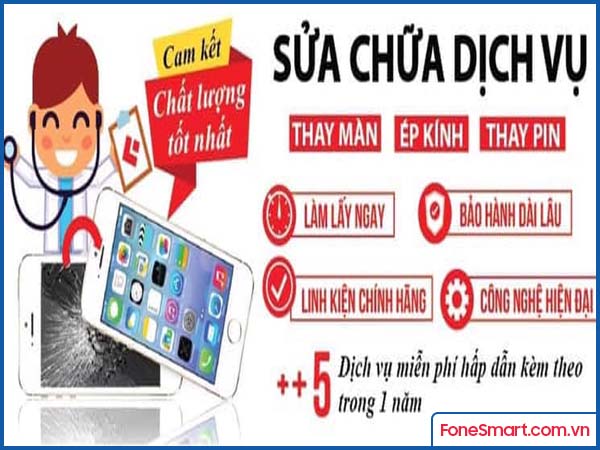 Cam kết
Chất lượng
tốt nhất
SỬA CHỮA DỊCH VỤ
THAY MÀN
ÉP KÍNH
THAY PIN
LÀM LẤY NGAY
BẢO HÀNH DÀI LÂU
LINH KIỆN CHÍNH HÃNG
CÔNG NGHỆ HIỆN ĐẠI
++5 Dịch vụ miễn phí hấp dẫn kèm theo
trong 1 năm
FoneSmart.com.vn